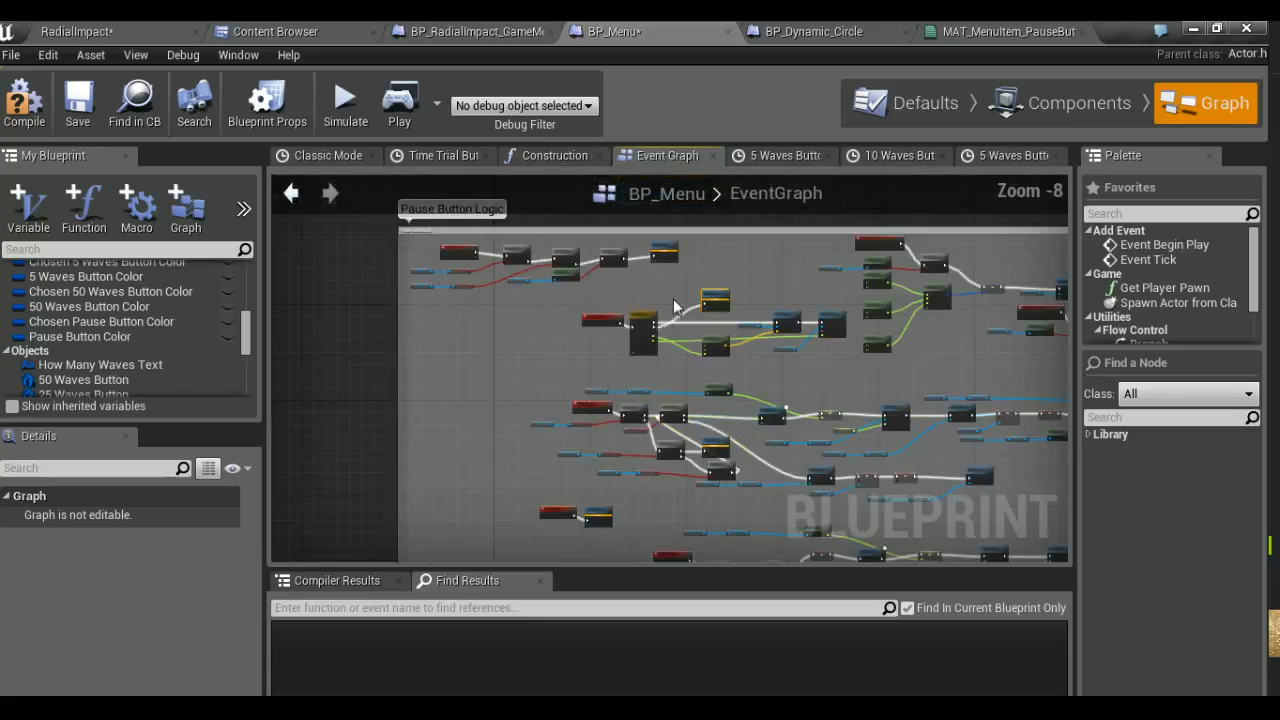 RadialImpact*
Content Browser
BP_RadialImpact_GameM
BP_Menu*
BP_Dynamic_Circle
MAT_MenuItem_PauseBut
File Edit Asset View Window Help
Parent class: Actor.h
Compile
Save
Find in CB
Search
Blueprint Props
Simulate
Play
No debug object selected
Debug Filter
Defaults
Components
Graph
My Blueprint
Variable
Function
Macro
Graph
Search
Chosen 5 Waves Button Color
5 Waves Button Color
Chosen 50 Waves Button Color
50 Waves Button Color
Chosen Pause Button Color
Pause Button Color
Objects
How Many Waves Text
50 Waves Button
25 Waves Button
Show inherited variables
Details
Search
Graph
Graph is not editable.
Classic Mode
Time Trial But
Construction
Event Graph
5 Waves Butt
10 Waves But
5 Waves Butt
BP_Menu > EventGraph
Zoom -8
Pause Button Logic
BLUEPRINT
Compiler Results
Find Results
Enter function or event name to find references...
Find In Current Blueprint Only
Palette
Favorites
Search
Add Event
Event Begin Play
Event Tick
Game
Get Player Pawn
Spawn Actor from Cla
Utilities
Flow Control
Branch
Find a Node
Class: All
Search
Library